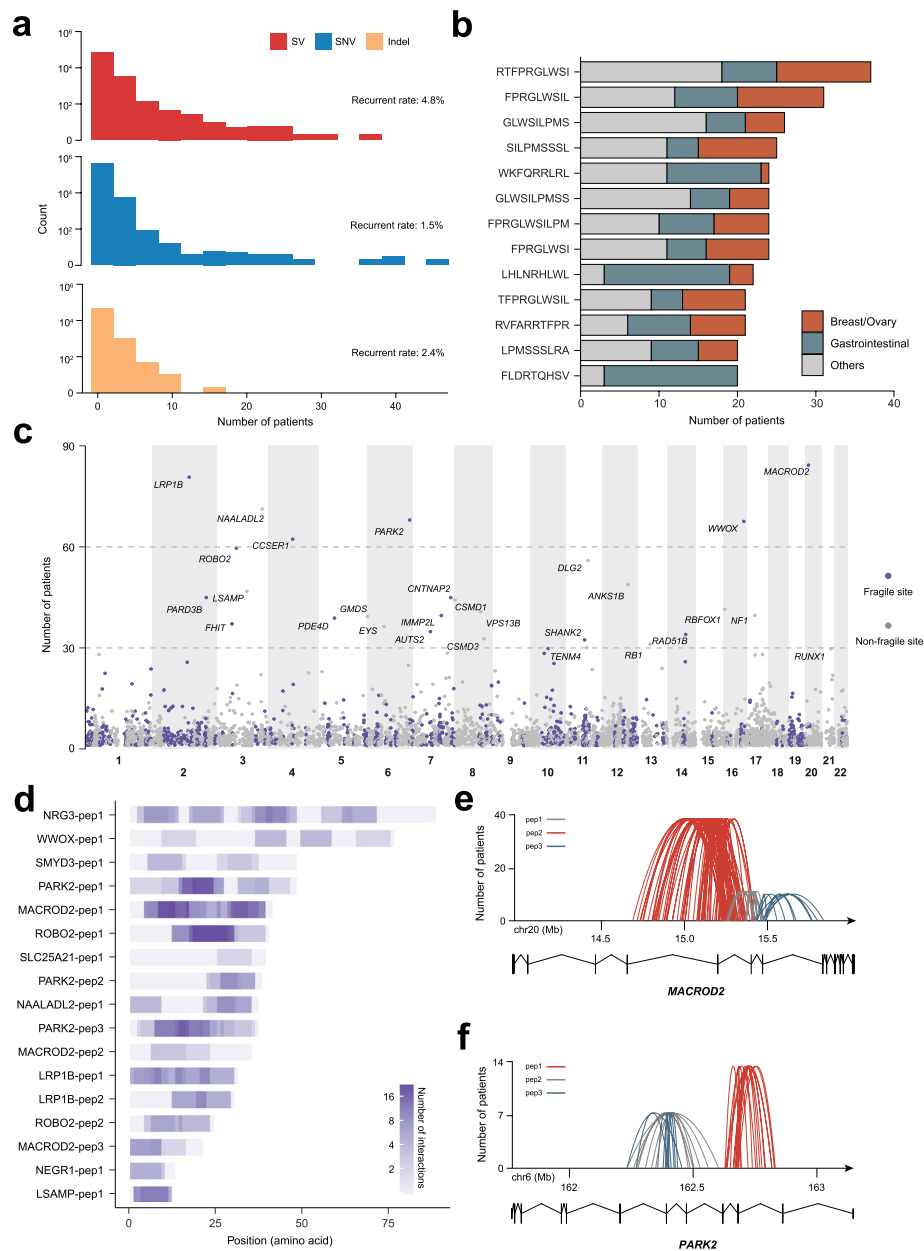 a
SV
SNV
Indel
10⁶
10⁴
10²
0
Recurrent rate: 4.8%
10⁶
10⁴
10²
0
Recurrent rate: 1.5%
10⁶
10⁴
10²
0
Recurrent rate: 2.4%
Count
0 10 20 30 40
Number of patients
b
RTFPRGLWSI
FPRGLWSIL
GLWSILPMS
SILPMSSSL
WKFQRRLRL
GLWSILPMSS
FPRGLWSILPM
FPRGLWSI
LHLNRHLWL
TFPRGLWSIL
RVFARRTFPR
LPMSSSLRA
FLDRTQHSV
Breast/Ovary
Gastrointestinal
Others
0 10 20 30 40
Number of patients
c
Number of patients
90
60
30
0
MACROD2
LRP1B
NAALADL2
PARK2
WWOX
CCSER1
ROBO2
DLG2
ANKS1B
LSAMP
CNTNAP2
PARD3B
GMDS
CSMD1
RBFOX1
NF1
FHIT
PDE4D
EYS
IMMP2L
VPS13B
AUTS2
SHANK2
RAD51B
CSMD3
TENM4
RB1
RUNX1
Fragile site
Non-fragile site
1 2 3 4 5 6 7 8 9 10 11 12 13 14 15 16 17 18 19 20 21 22
d
NRG3-pep1
WWOX-pep1
SMYD3-pep1
PARK2-pep1
MACROD2-pep1
ROBO2-pep1
SLC25A21-pep1
PARK2-pep2
NAALADL2-pep1
PARK2-pep3
MACROD2-pep2
LRP1B-pep1
LRP1B-pep2
ROBO2-pep2
MACROD2-pep3
NEGR1-pep1
LSAMP-pep1
Number of interactions
16
8
4
2
0 25 50 75
Position (amino acid)
e
Number of patients
40
20
10
0
pep1
pep2
pep3
chr20 (Mb)
14.5 15.0 15.5
MACROD2
f
Number of patients
14
7
0
pep1
pep2
pep3
chr6 (Mb)
162 162.5 163
PARK2